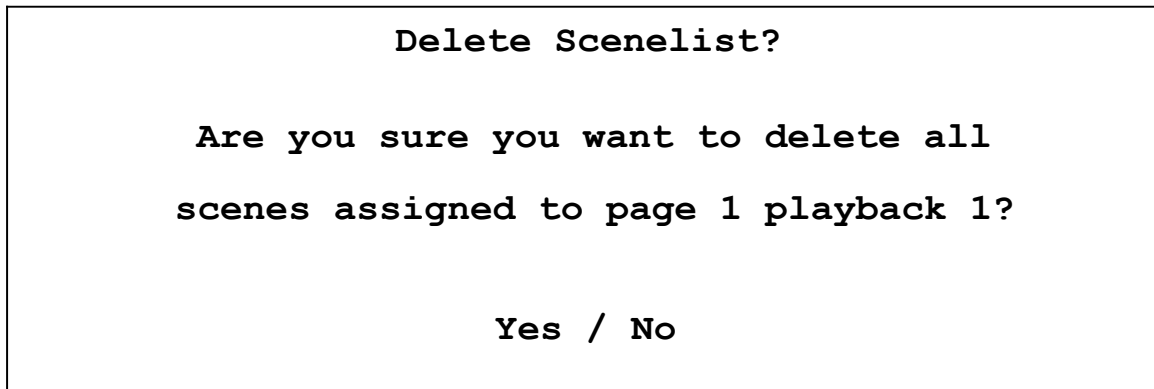 Delete Scenelist?
Are you sure you want to delete all
scenes assigned to page 1 playback 1?
Yes / No